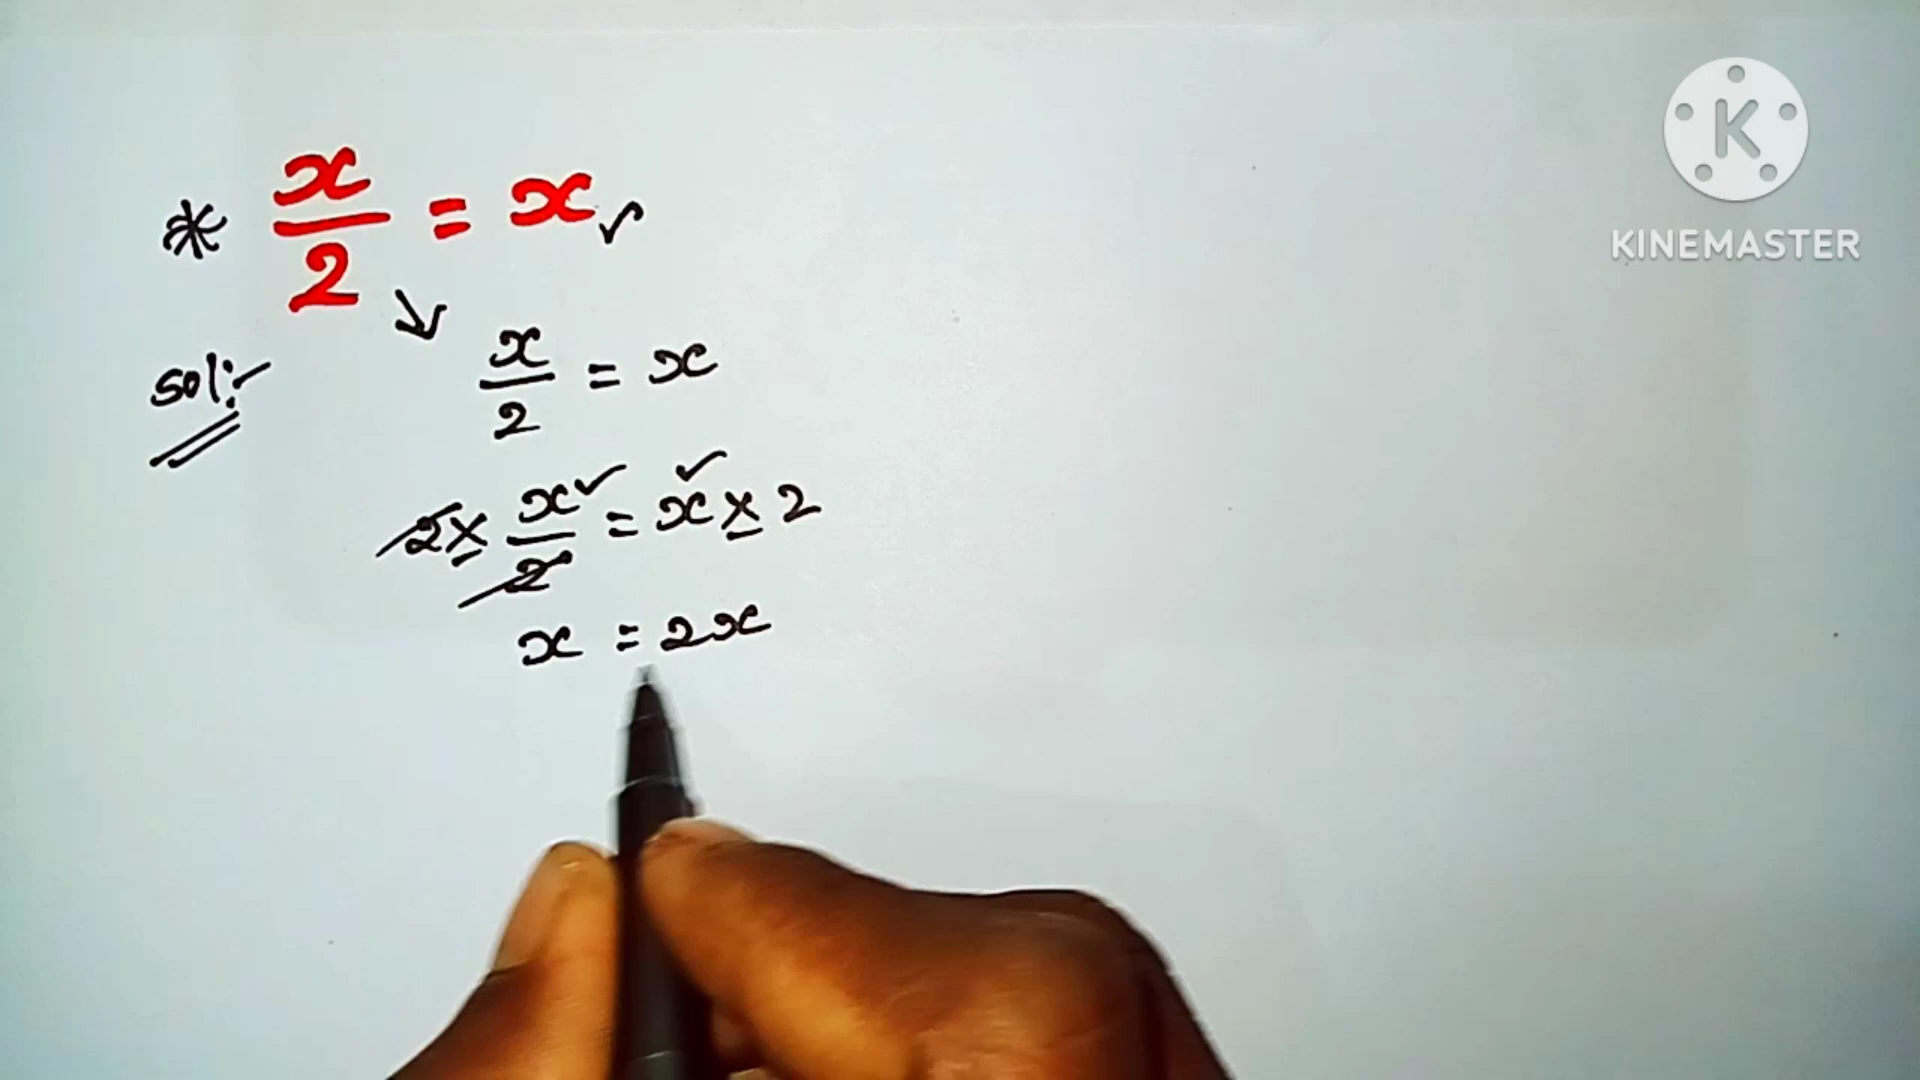 K
KINEMASTER
* x/2 = x
sol:-
x/2 = x
2 × x/2 = x × 2
x = 2x